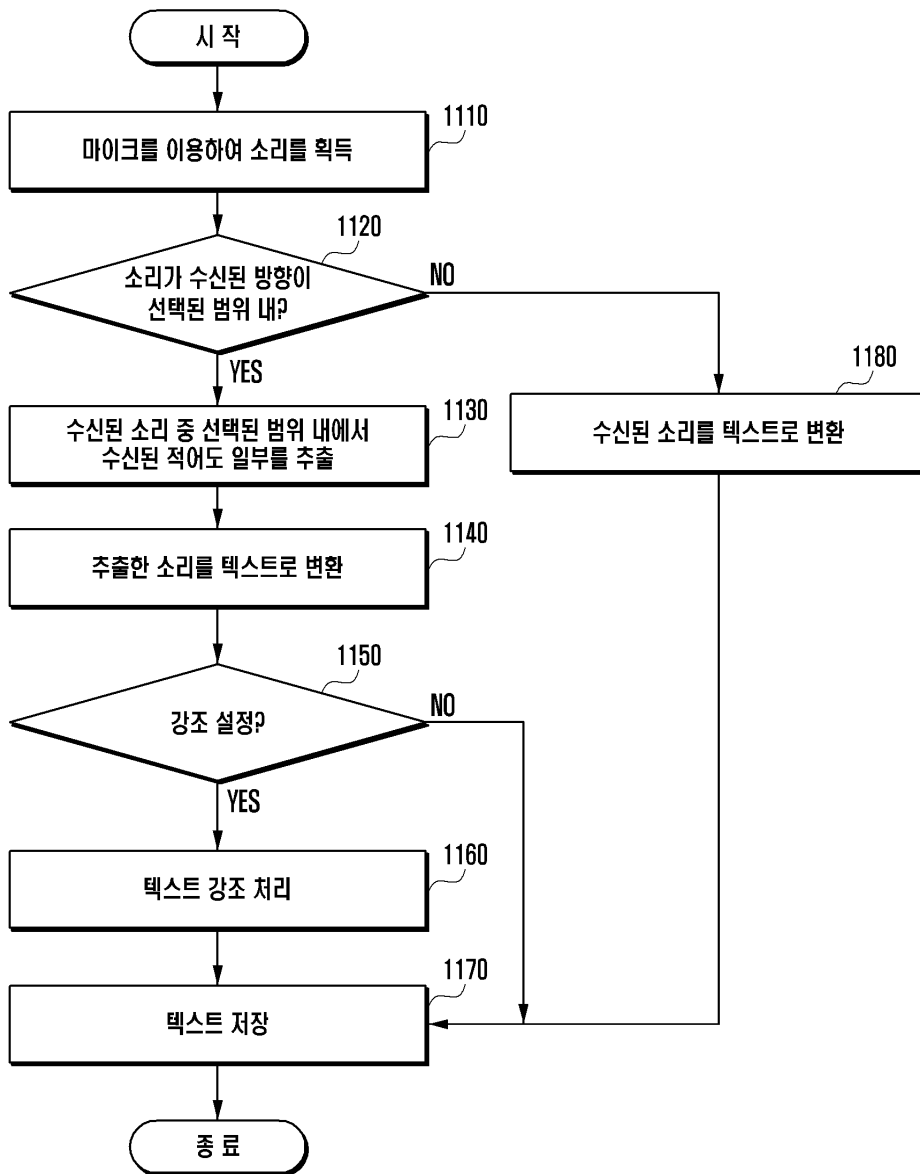 시 작
1110
마이크를 이용하여 소리를 획득
1120
소리가 수신된 방향이
선택된 범위 내?
NO
YES
1130
수신된 소리 중 선택된 범위 내에서
수신된 적어도 일부를 추출
1180
수신된 소리를 텍스트로 변환
1140
추출한 소리를 텍스트로 변환
1150
강조 설정?
NO
YES
1160
텍스트 강조 처리
1170
텍스트 저장
종 료